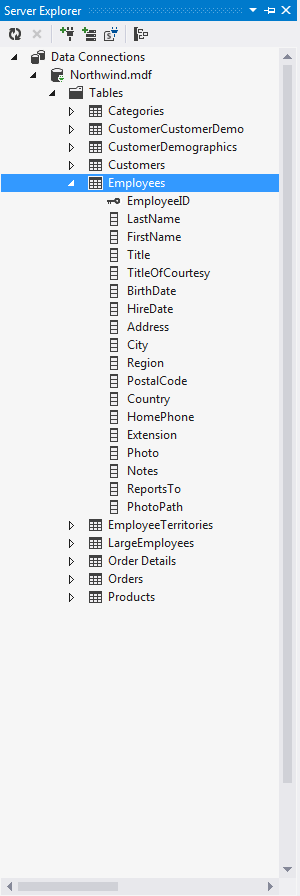 Server Explorer
Data Connections
Northwind.mdf
Tables
Categories
CustomerCustomerDemo
CustomerDemographics
Customers
Employees
EmployeeID
LastName
FirstName
Title
TitleOfCourtesy
BirthDate
HireDate
Address
City
Region
PostalCode
Country
HomePhone
Extension
Photo
Notes
ReportsTo
PhotoPath
EmployeeTerritories
LargeEmployees
Order Details
Orders
Products